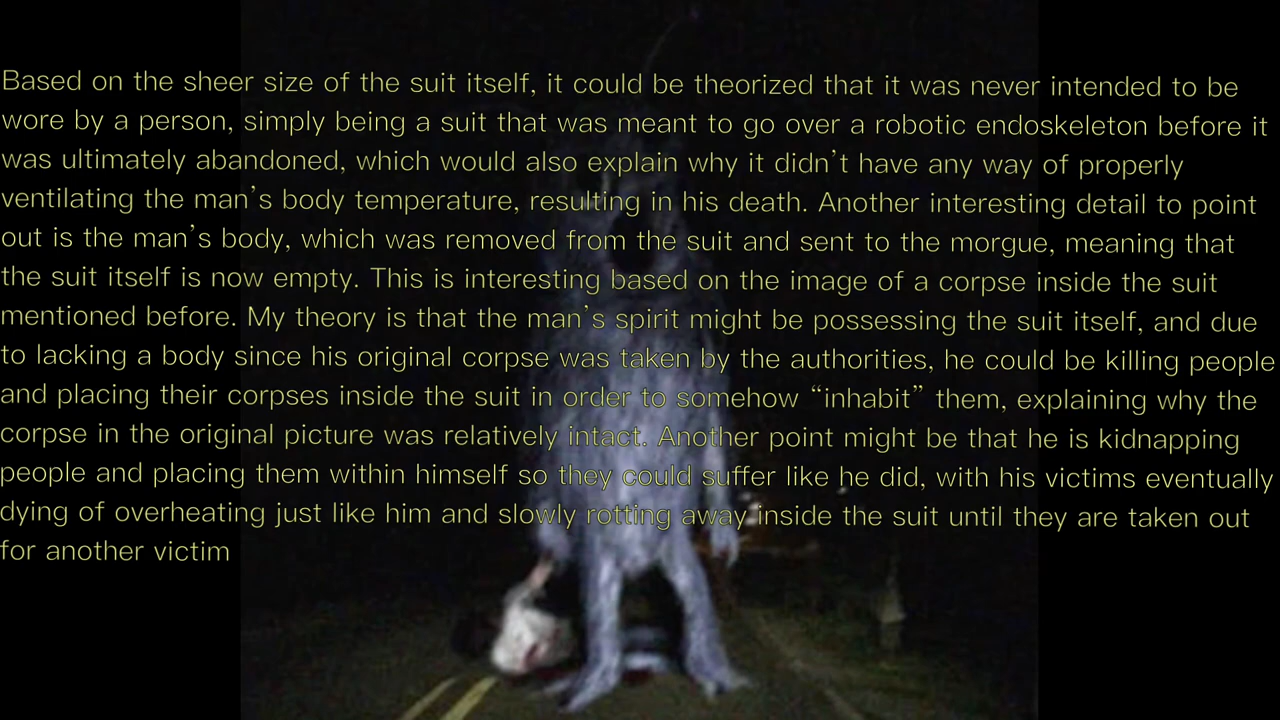 Based on the sheer size of the suit itself, it could be theorized that it was never intended to be
wore by a person, simply being a suit that was meant to go over a robotic endoskeleton before it
was ultimately abandoned, which would also explain why it didn’t have any way of properly
ventilating the man’s body temperature, resulting in his death. Another interesting detail to point
out is the man’s body, which was removed from the suit and sent to the morgue, meaning that
the suit itself is now empty. This is interesting based on the image of a corpse inside the suit
mentioned before. My theory is that the man’s spirit might be possessing the suit itself, and due
to lacking a body since his original corpse was taken by the authorities, he could be killing people
and placing their corpses inside the suit in order to somehow “inhabit” them, explaining why the
corpse in the original picture was relatively intact. Another point might be that he is kidnapping
people and placing them within himself so they could suffer like he did, with his victims eventually
dying of overheating just like him and slowly rotting away inside the suit until they are taken out
for another victim